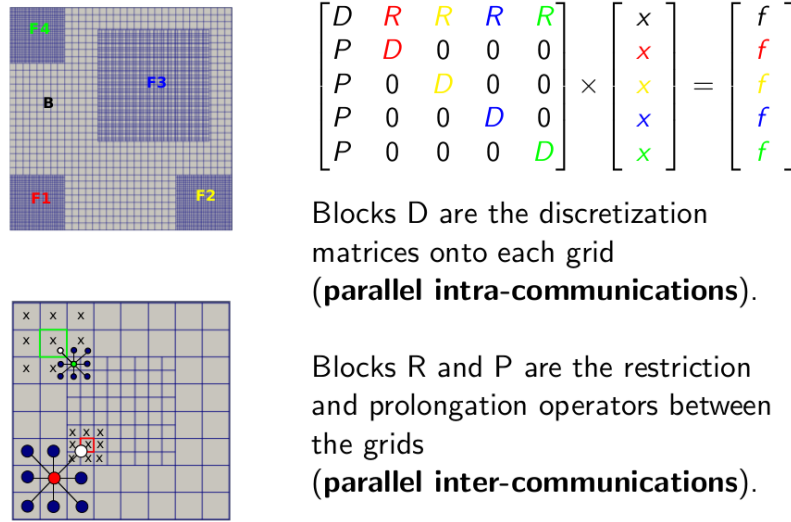 F4
F3
B
F1
F2
x x x
x x
x x
x x x
x x x
x x
D R R R R
P D 0 0 0
P 0 D 0 0
P 0 0 D 0
P 0 0 0 D
×
x
x
x
x
x
=
f
f
f
f
f
Blocks D are the discretization
matrices onto each grid
(parallel intra-communications).
Blocks R and P are the restriction
and prolongation operators between
the grids
(parallel inter-communications).